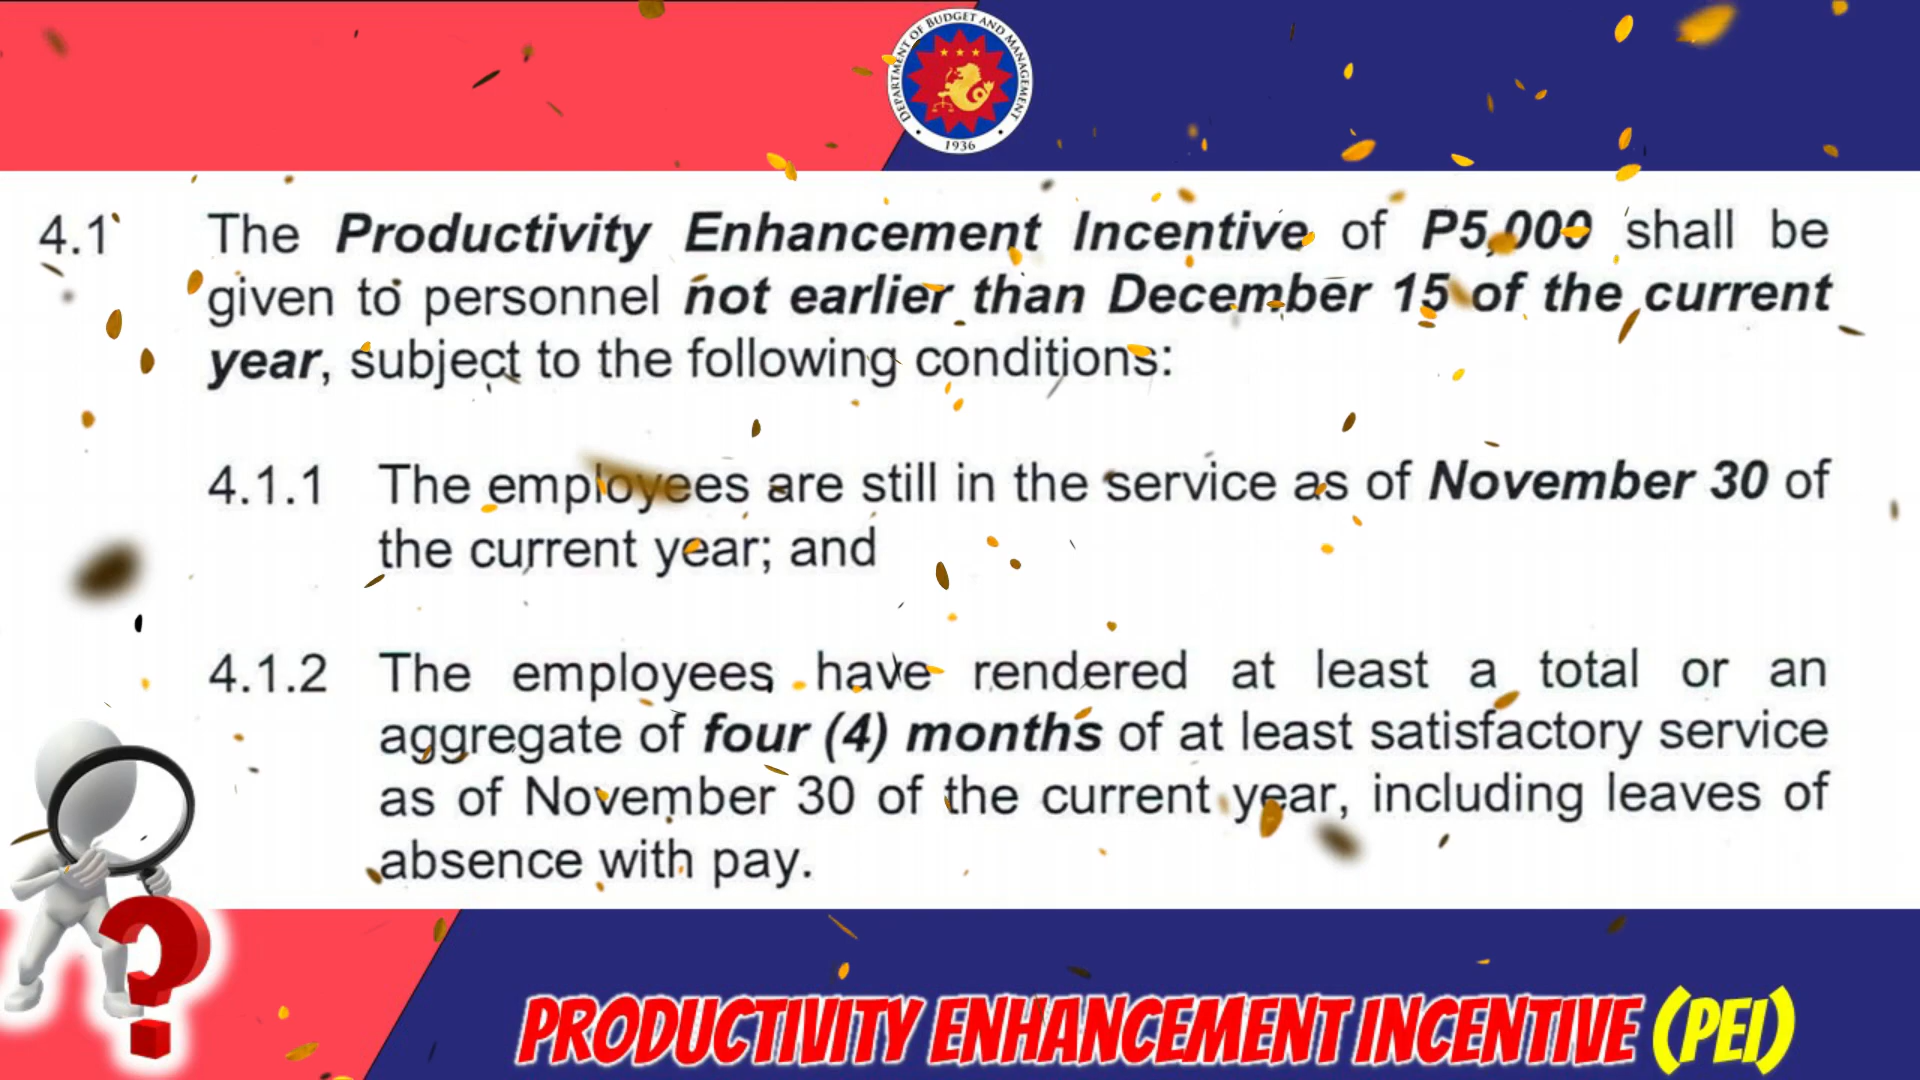 DEPARTMENT OF BUDGET AND MANAGEMENT
1936
4.1 The Productivity Enhancement Incentive of P5,000 shall be
given to personnel not earlier than December 15 of the current
year, subject to the following conditions:
4.1.1 The employees are still in the service as of November 30 of
the current year; and
4.1.2 The employees have rendered at least a total or an
aggregate of four (4) months of at least satisfactory service
as of November 30 of the current year, including leaves of
absence with pay.
?
PRODUCTIVITY ENHANCEMENT INCENTIVE (PEI)